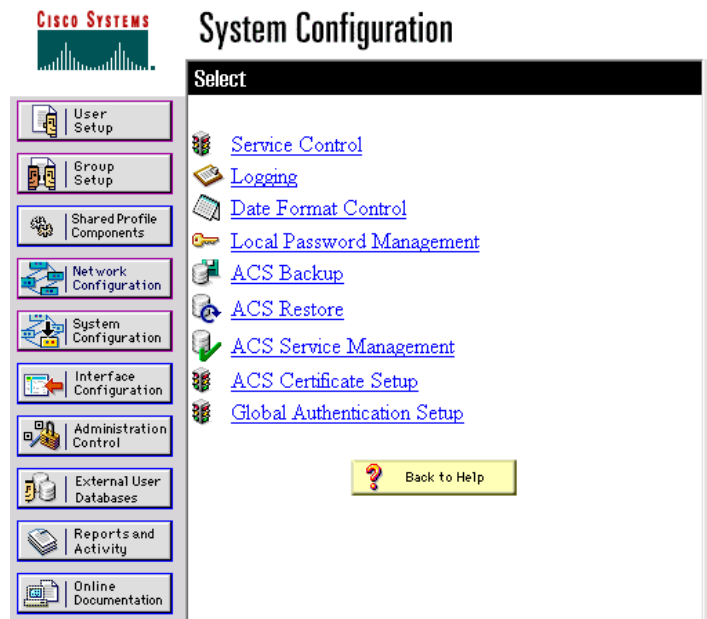 CISCO SYSTEMS
System Configuration
Select
User
Setup
Group
Setup
Shared Profile
Components
Network
Configuration
System
Configuration
Interface
Configuration
Administration
Control
External User
Databases
Reports and
Activity
Online
Documentation
Service Control
Logging
Date Format Control
Local Password Management
ACS Backup
ACS Restore
ACS Service Management
ACS Certificate Setup
Global Authentication Setup
Back to Help